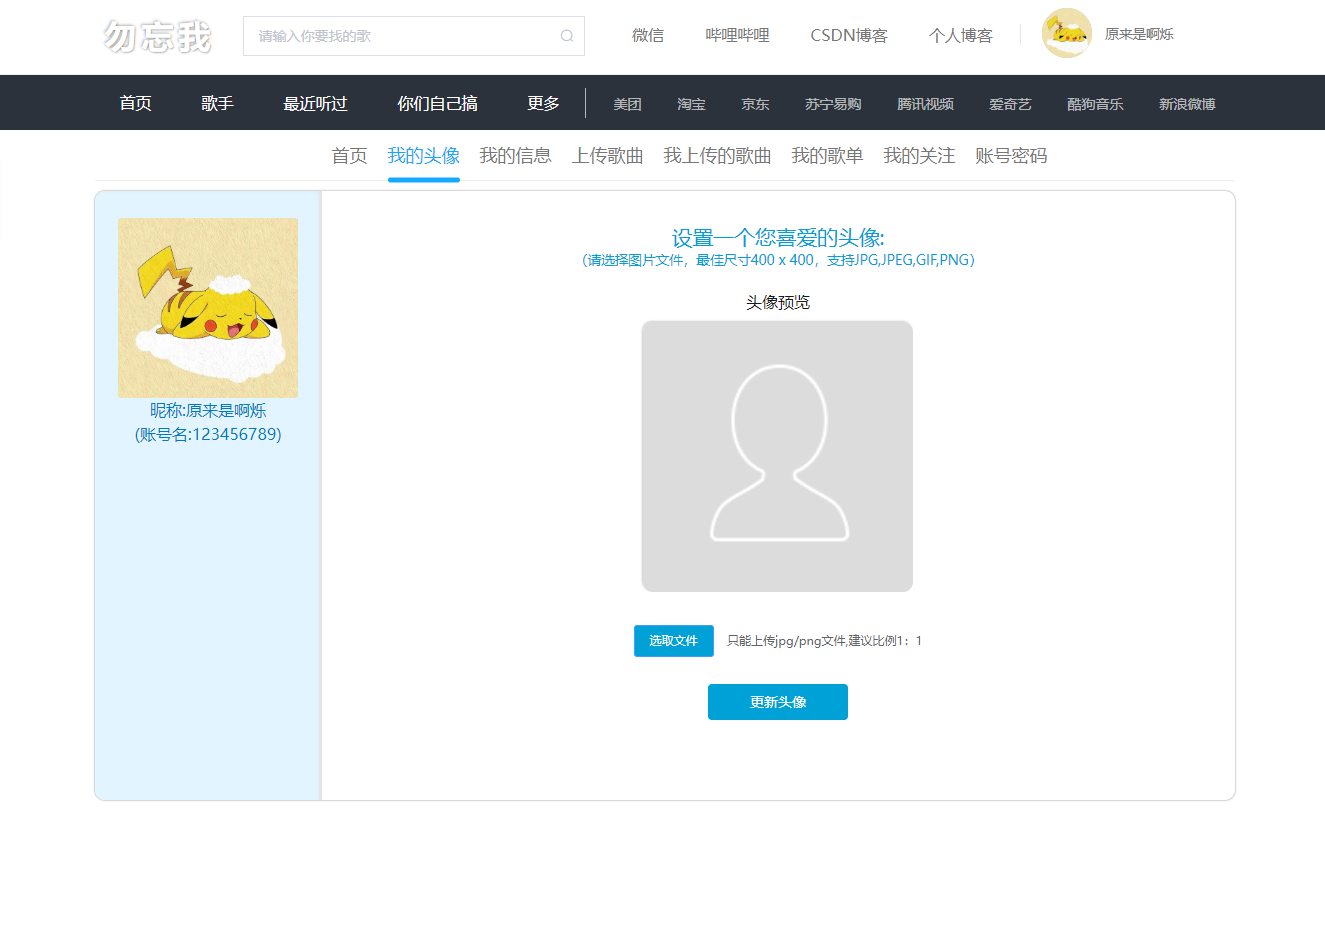 勿忘我 请输入你要找的歌 微信 哔哩哔哩 CSDN博客 个人博客 原来是啊烁
首页 歌手 最近听过 你们自己搞 更多 美团 淘宝 京东 苏宁易购 腾讯视频 爱奇艺 酷狗音乐 新浪微博
首页 我的头像 我的信息 上传歌曲 我上传的歌曲 我的歌单 我的关注 账号密码
昵称:原来是啊烁
(账号名:123456789)
设置一个您喜爱的头像:
（请选择图片文件，最佳尺寸400 x 400，支持JPG,JPEG,GIF,PNG）
头像预览
选取文件 只能上传jpg/png文件,建议比例1：1
更新头像